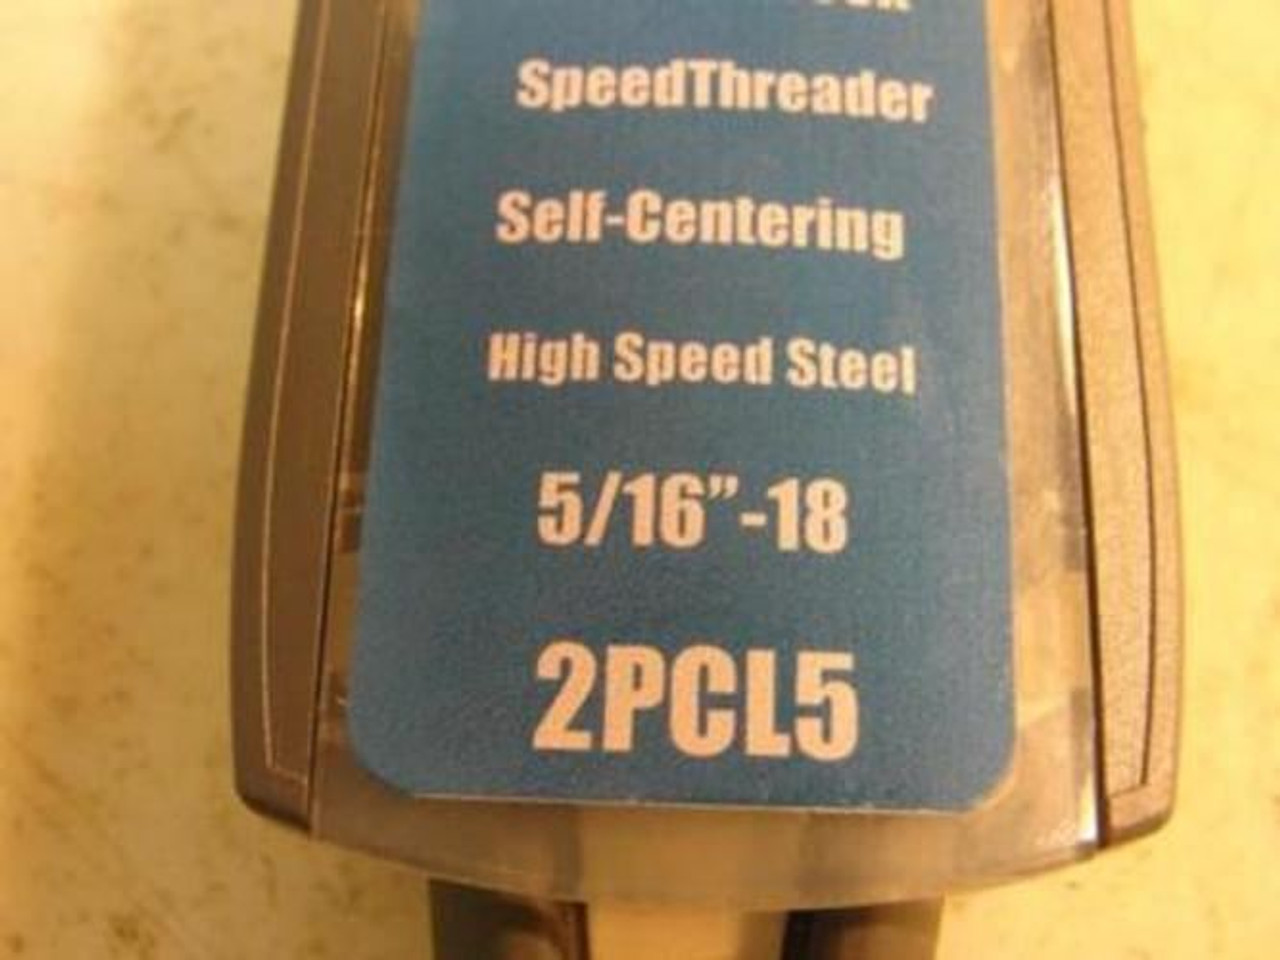 SpeedThreader
Self-Centering
High Speed Steel
5/16”-18
2PCL5